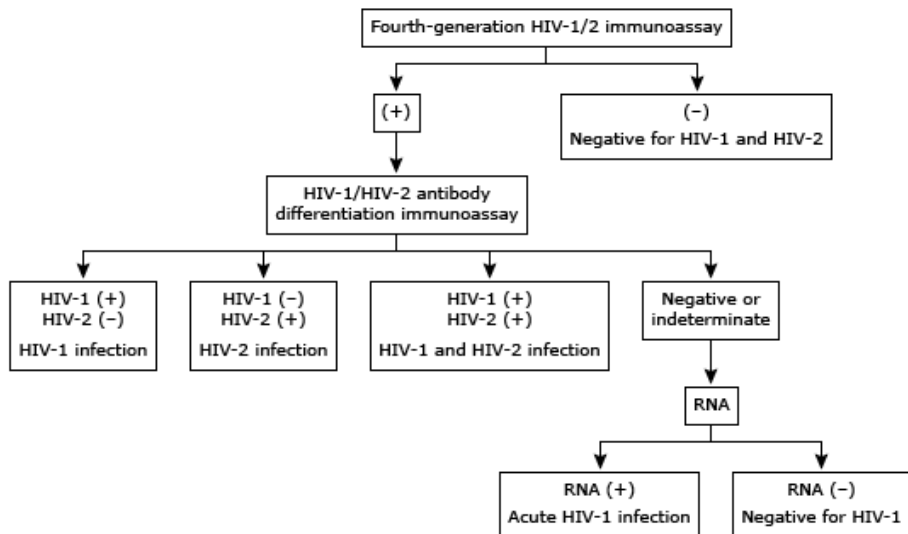 Fourth-generation HIV-1/2 immunoassay
(+)
(–)
Negative for HIV-1 and HIV-2
HIV-1/HIV-2 antibody
differentiation immunoassay
HIV-1 (+)
HIV-2 (–)
HIV-1 infection
HIV-1 (–)
HIV-2 (+)
HIV-2 infection
HIV-1 (+)
HIV-2 (+)
HIV-1 and HIV-2 infection
Negative or
indeterminate
RNA
RNA (+)
Acute HIV-1 infection
RNA (–)
Negative for HIV-1